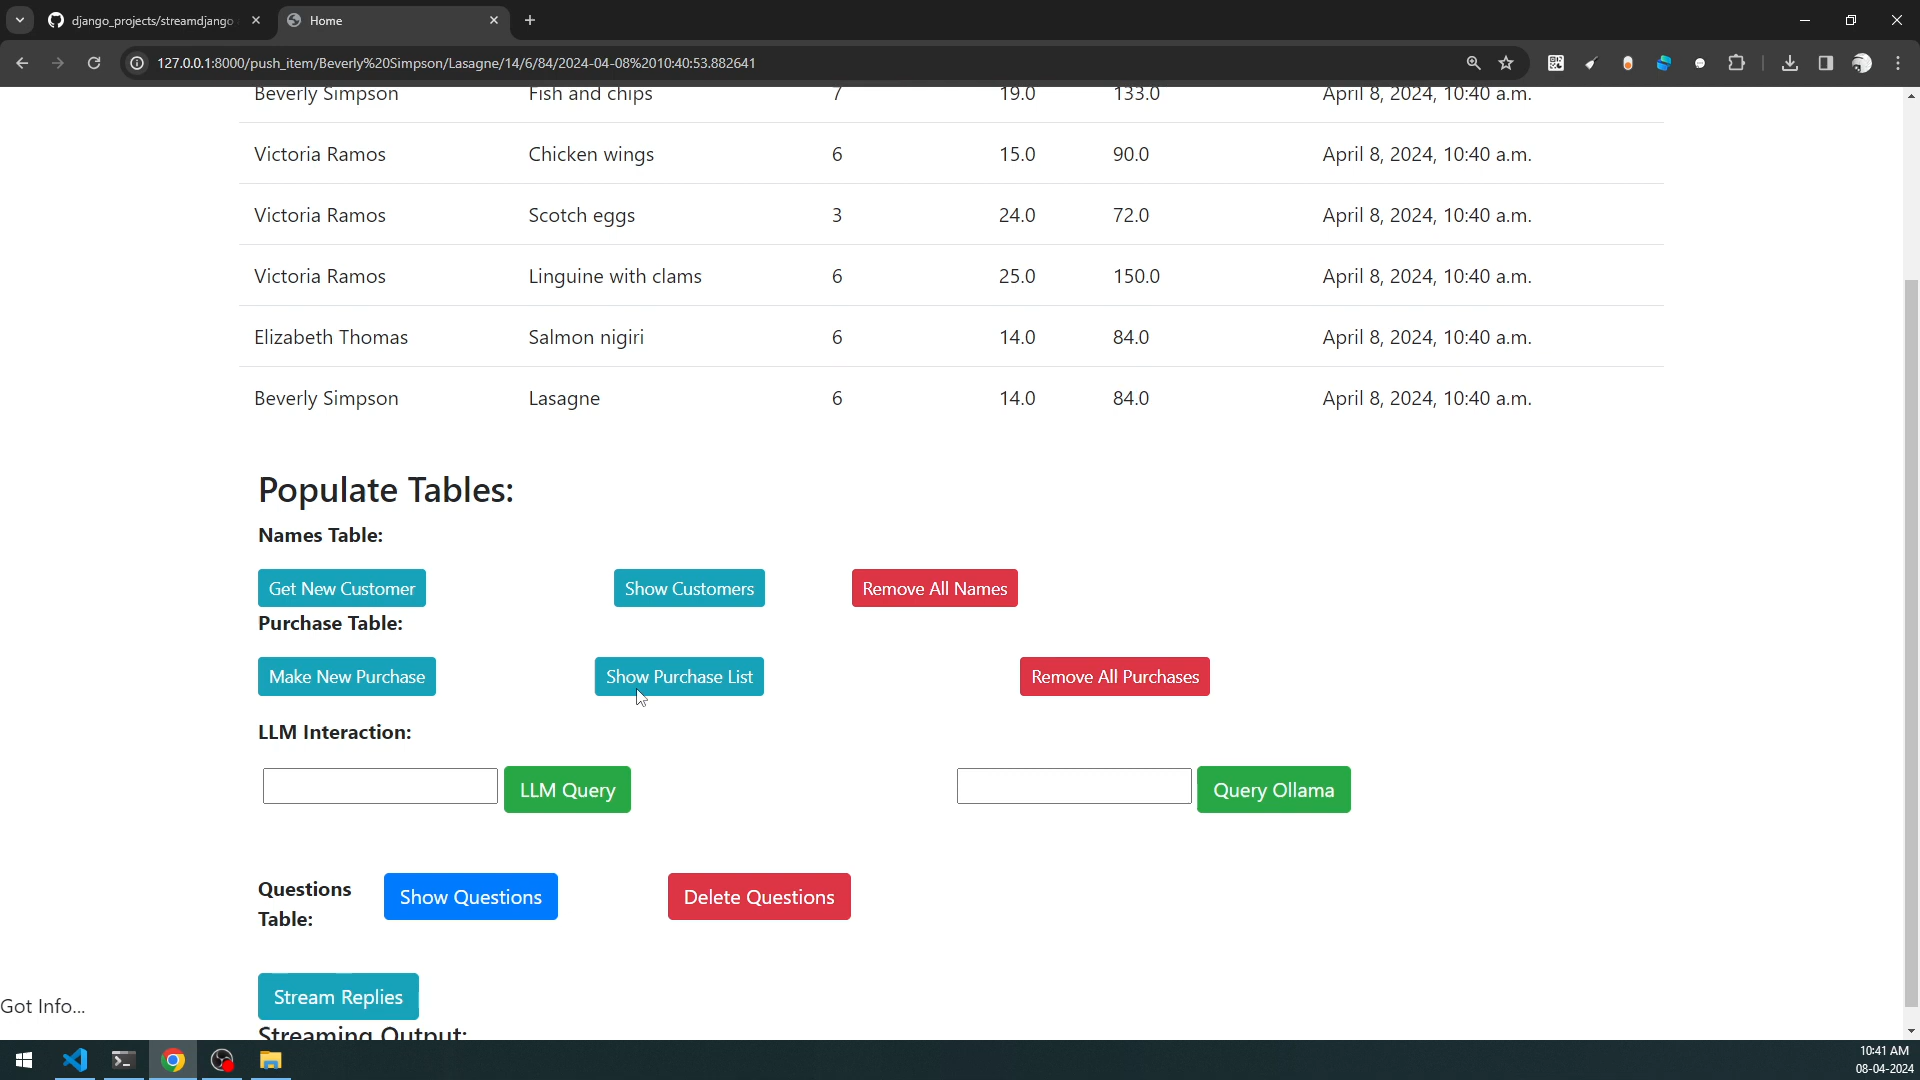 django_projects/streamdjango
Home
127.0.0.1:8000/push_item/Beverly%20Simpson/Lasagne/14/6/84/2024-04-08%2010:40:53.882641
Beverly Simpson Fish and chips 7 19.0 133.0 April 8, 2024, 10:40 a.m.
Victoria Ramos Chicken wings 6 15.0 90.0 April 8, 2024, 10:40 a.m.
Victoria Ramos Scotch eggs 3 24.0 72.0 April 8, 2024, 10:40 a.m.
Victoria Ramos Linguine with clams 6 25.0 150.0 April 8, 2024, 10:40 a.m.
Elizabeth Thomas Salmon nigiri 6 14.0 84.0 April 8, 2024, 10:40 a.m.
Beverly Simpson Lasagne 6 14.0 84.0 April 8, 2024, 10:40 a.m.
Populate Tables:
Names Table:
Get New Customer Show Customers Remove All Names
Purchase Table:
Make New Purchase Show Purchase List Remove All Purchases
LLM Interaction:
LLM Query Query Ollama
Questions
Table:
Show Questions Delete Questions
Stream Replies
Got Info...
Streaming Output:
10:41 AM
08-04-2024